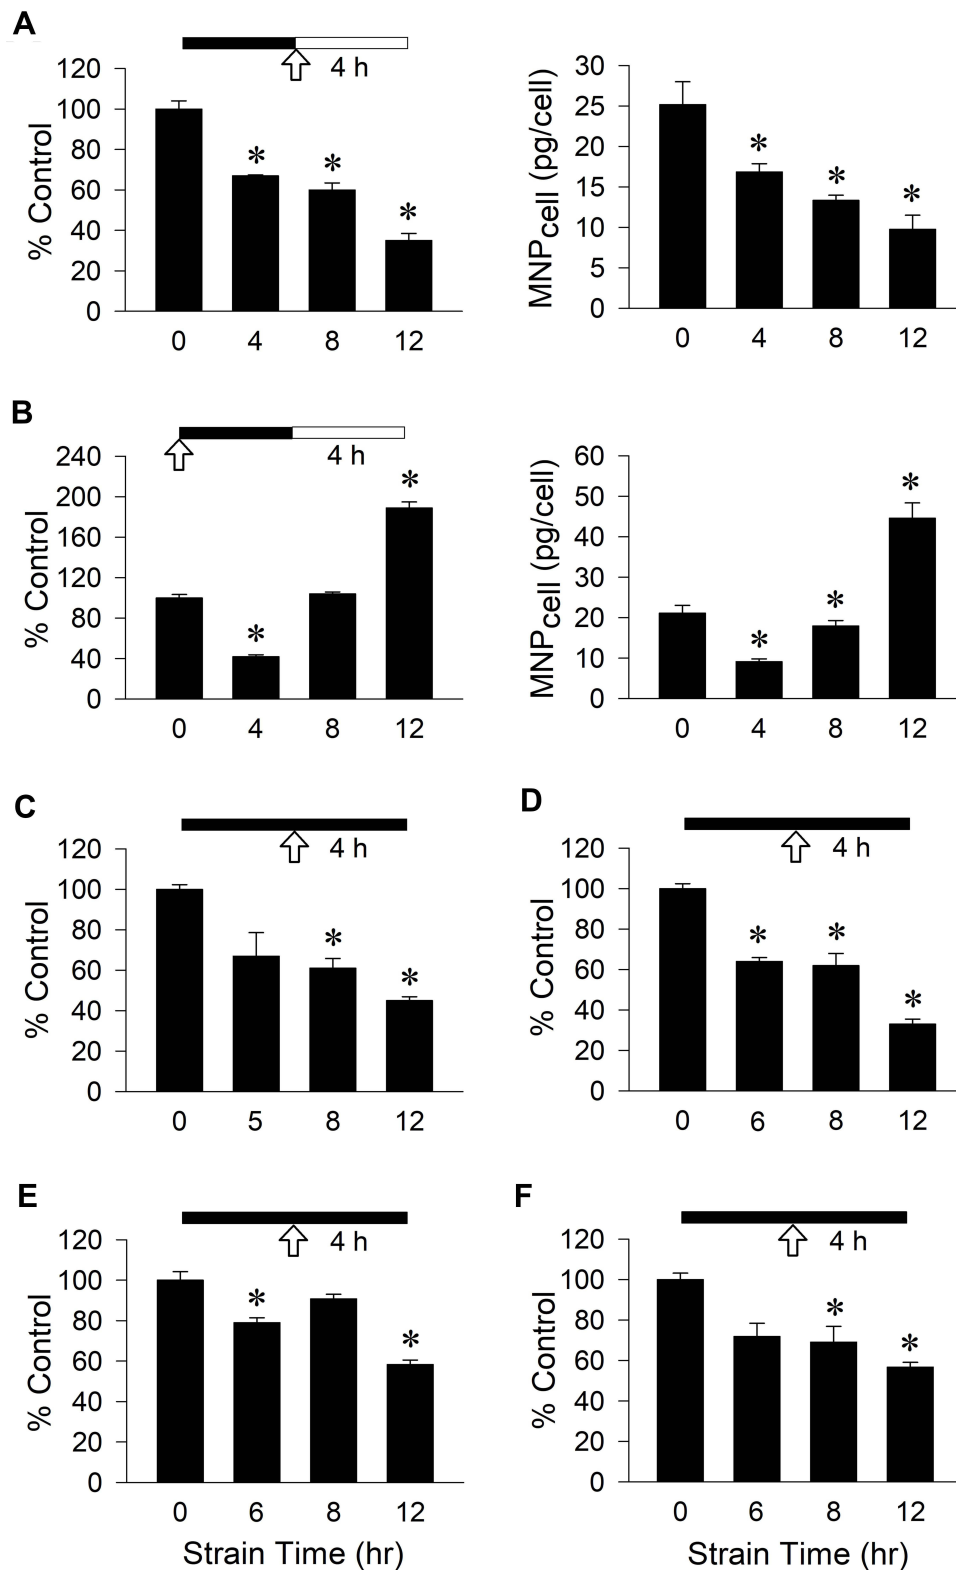 A
4 h
% Control
120
100
80
60
40
20
0
*
*
*
0 4 8 12
MNPcell (pg/cell)
30
25
20
15
10
5
0
*
*
*
0 4 8 12
B
4 h
% Control
240
200
160
120
80
40
0
*
*
0 4 8 12
MNPcell (pg/cell)
60
50
40
30
20
10
0
*
*
*
0 4 8 12
C
4 h
% Control
120
100
80
60
40
20
0
*
*
0 5 8 12
D
4 h
% Control
120
100
80
60
40
20
0
*
*
*
0 6 8 12
E
4 h
% Control
120
100
80
60
40
20
0
*
*
0 6 8 12
Strain Time (hr)
F
4 h
% Control
120
100
80
60
40
20
0
*
*
0 6 8 12
Strain Time (hr)